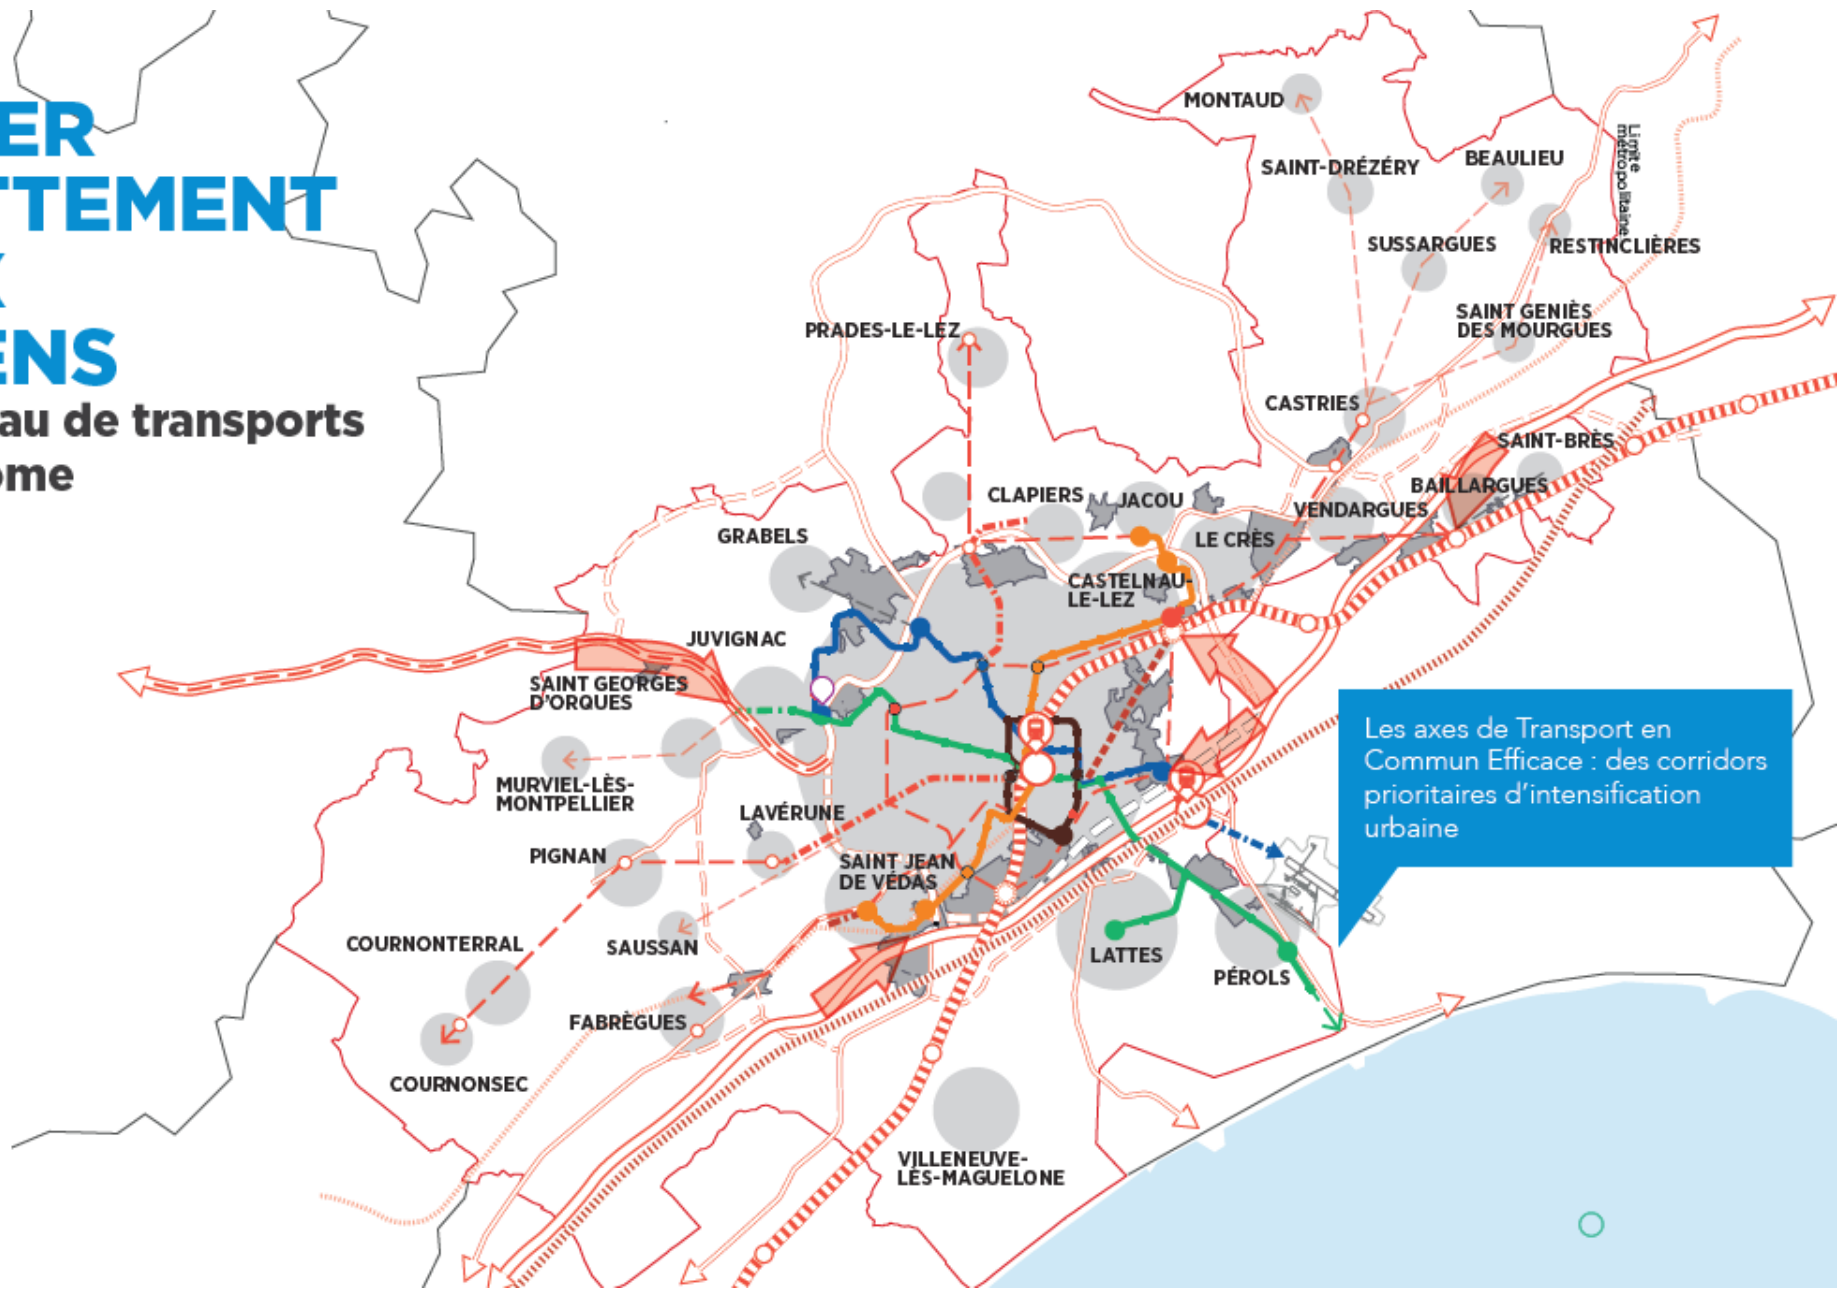 ER
TTEMENT
X
ENS
au de transports
ome
MONTAUD
SAINT-DRÉZÉRY
BEAULIEU
Limite
métropolitaine
SUSSARGUES
RESTINCLIÈRES
SAINT GENIÈS
DES MOURGUES
PRADES-LE-LEZ
CASTRIES
SAINT-BRÈS
BAILLARGUES
VENDARGUES
CLAPIERS
JACOU
LE CRÈS
GRABELS
CASTELNAU-
LE-LEZ
JUVIGNAC
SAINT GEORGES
D'ORQUES
MURVIEL-LÈS-
MONTPELLIER
LAVÉRUNE
PIGNAN
SAINT JEAN
DE VÉDAS
COURNONTERRAL
SAUSSAN
FABRÈGUES
COURNONSEC
LATTES
PÉROLS
VILLENEUVE-
LÈS-MAGUELONE
Les axes de Transport en
Commun Efficace : des corridors
prioritaires d'intensification
urbaine